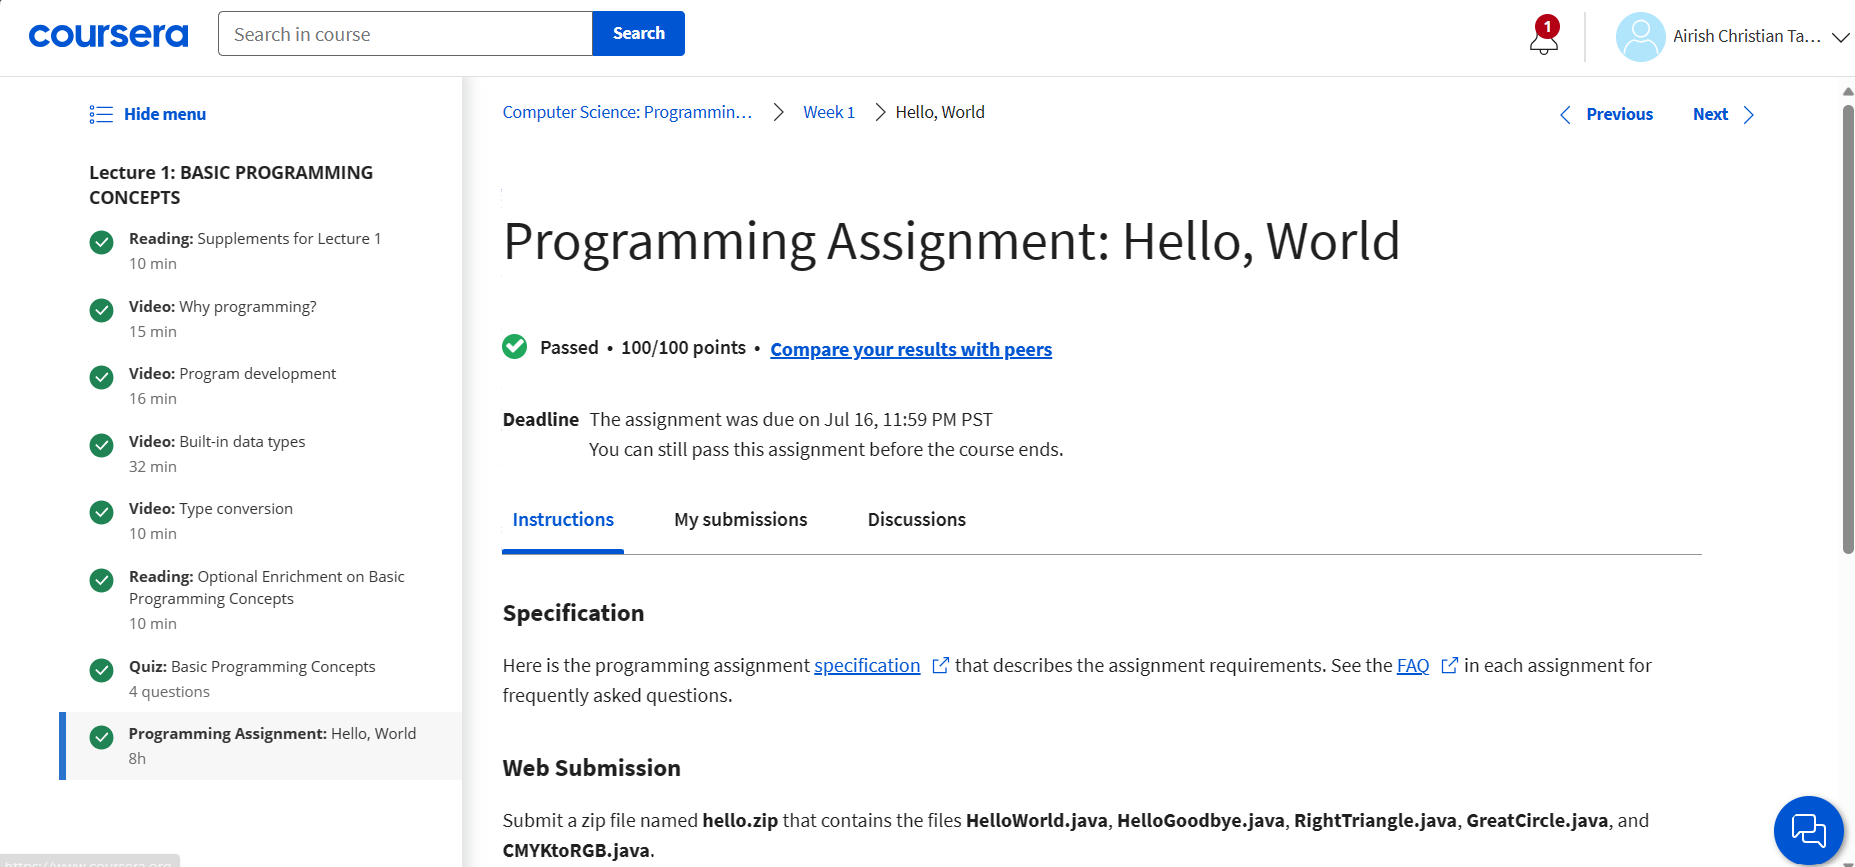 coursera
Search in course
Search
1
Airish Christian Ta...
Hide menu
Lecture 1: BASIC PROGRAMMING
CONCEPTS
Reading: Supplements for Lecture 1
10 min
Video: Why programming?
15 min
Video: Program development
16 min
Video: Built-in data types
32 min
Video: Type conversion
10 min
Reading: Optional Enrichment on Basic
Programming Concepts
10 min
Quiz: Basic Programming Concepts
4 questions
Programming Assignment: Hello, World
8h
Computer Science: Programmin... Week 1 Hello, World
Previous Next
Programming Assignment: Hello, World
Passed • 100/100 points • Compare your results with peers
Deadline The assignment was due on Jul 16, 11:59 PM PST
You can still pass this assignment before the course ends.
Instructions My submissions Discussions
Specification
Here is the programming assignment specification that describes the assignment requirements. See the FAQ in each assignment for
frequently asked questions.
Web Submission
Submit a zip file named hello.zip that contains the files HelloWorld.java, HelloGoodbye.java, RightTriangle.java, GreatCircle.java, and
CMYKtoRGB.java.
https://www.coursera.org